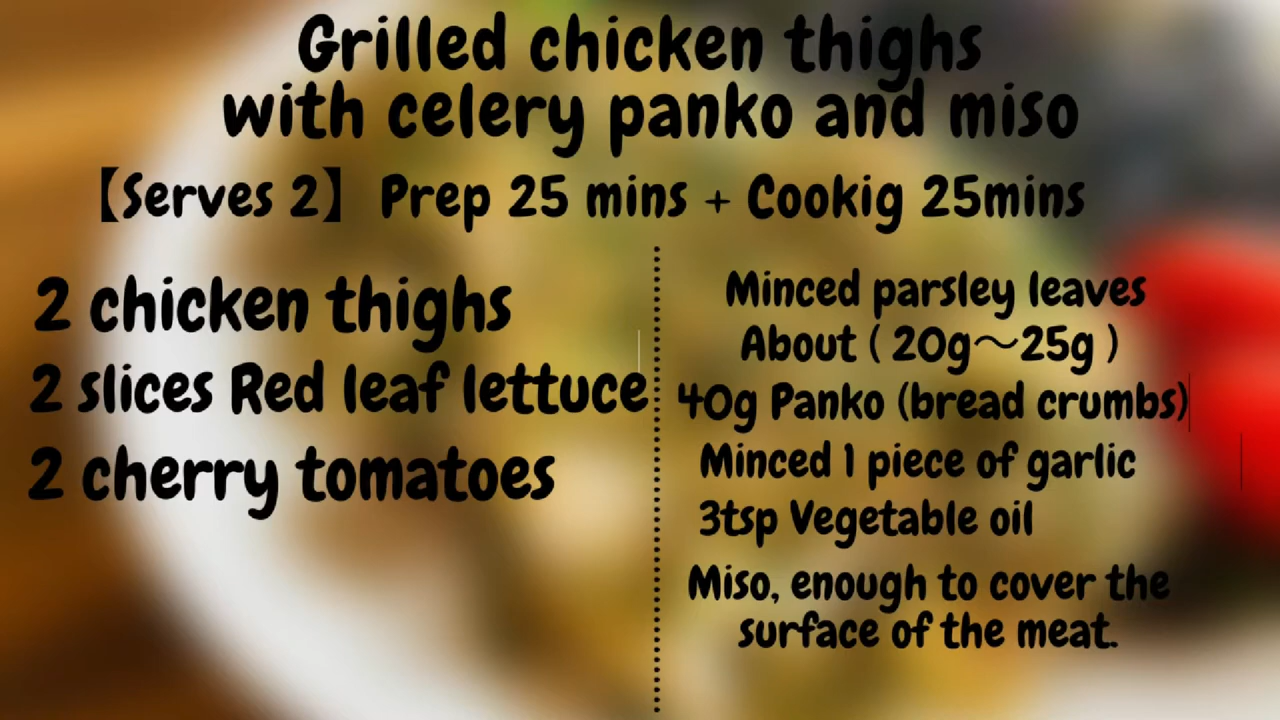 Grilled chicken thighs
with celery panko and miso
【Serves 2】 Prep 25 mins + Cookig 25mins
2 chicken thighs
2 slices Red leaf lettuce
2 cherry tomatoes
Minced parsley leaves
About ( 20g～25g )
40g Panko (bread crumbs)
Minced 1 piece of garlic
3tsp Vegetable oil
Miso, enough to cover the
surface of the meat.